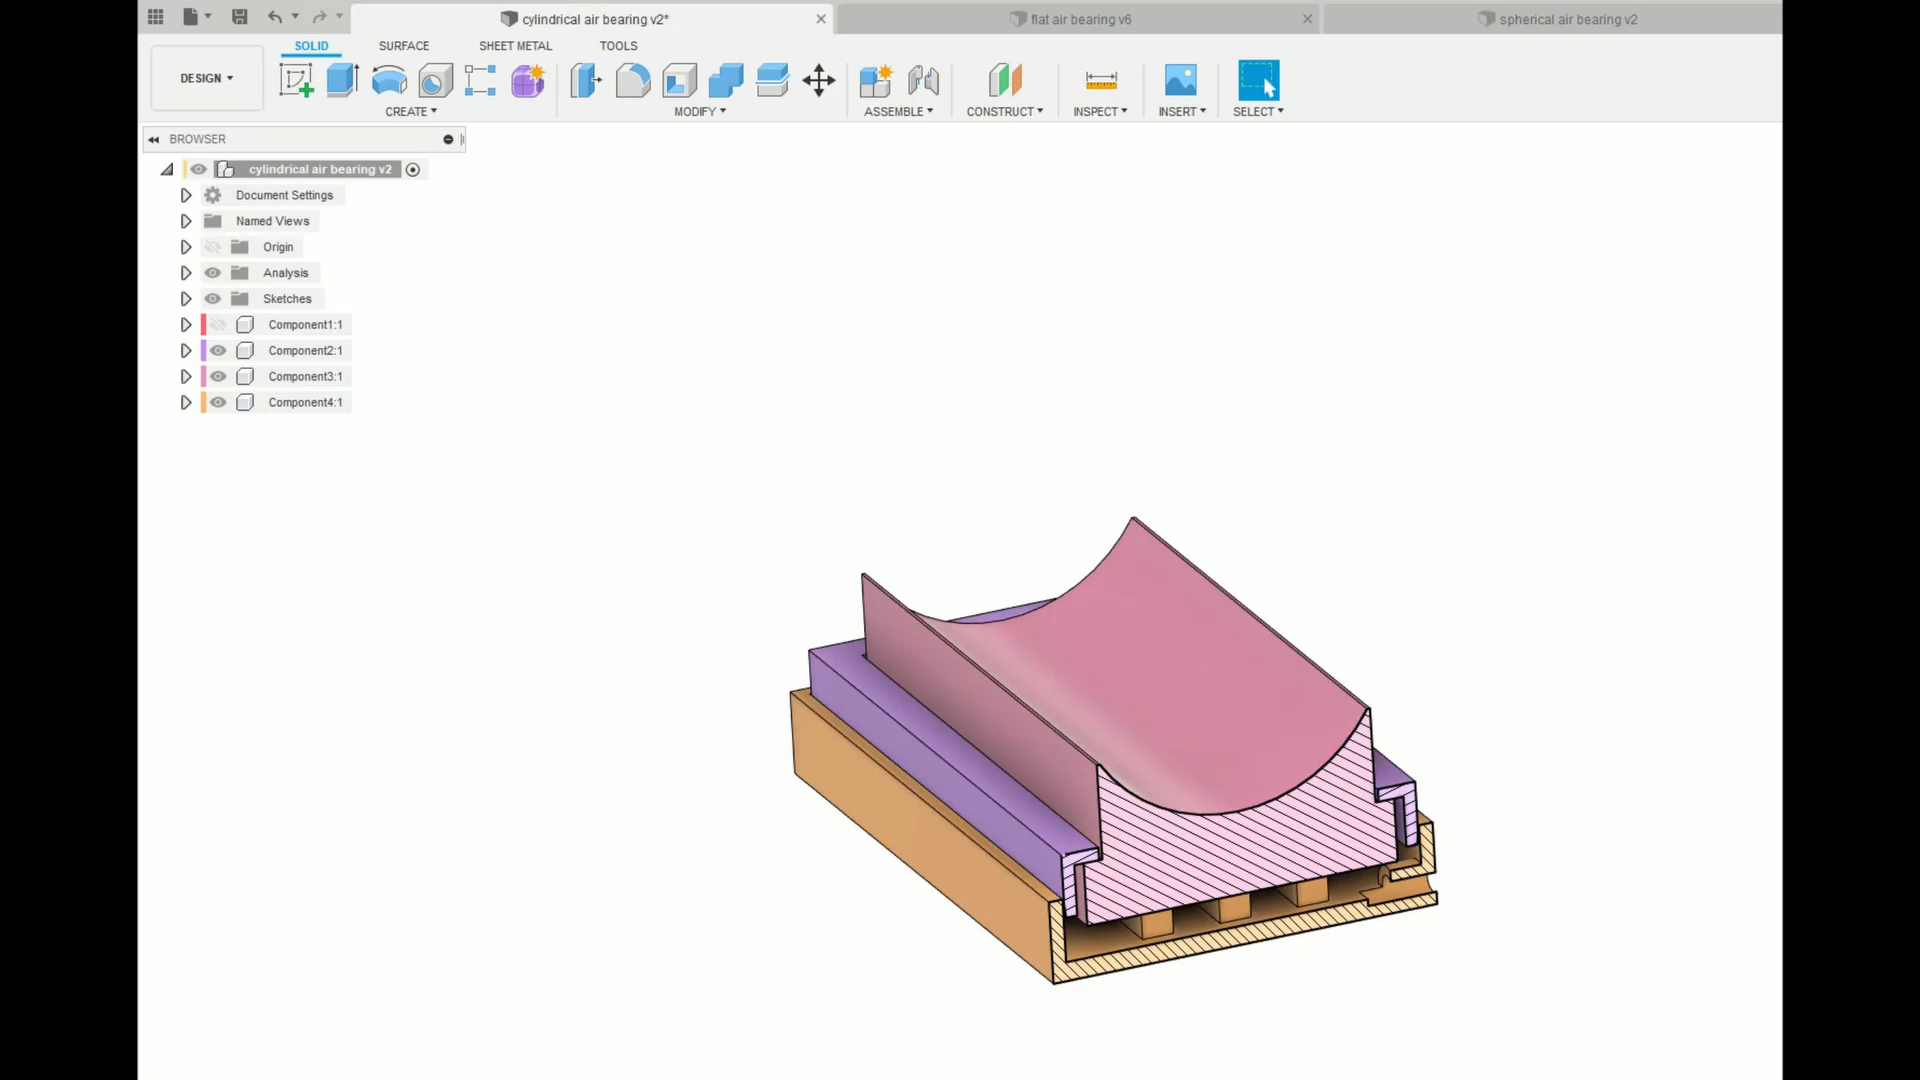 cylindrical air bearing v2*
flat air bearing v6
spherical air bearing v2
SOLID
SURFACE
SHEET METAL
TOOLS
DESIGN
CREATE
MODIFY
ASSEMBLE
CONSTRUCT
INSPECT
INSERT
SELECT
BROWSER
cylindrical air bearing v2
Document Settings
Named Views
Origin
Analysis
Sketches
Component1:1
Component2:1
Component3:1
Component4:1